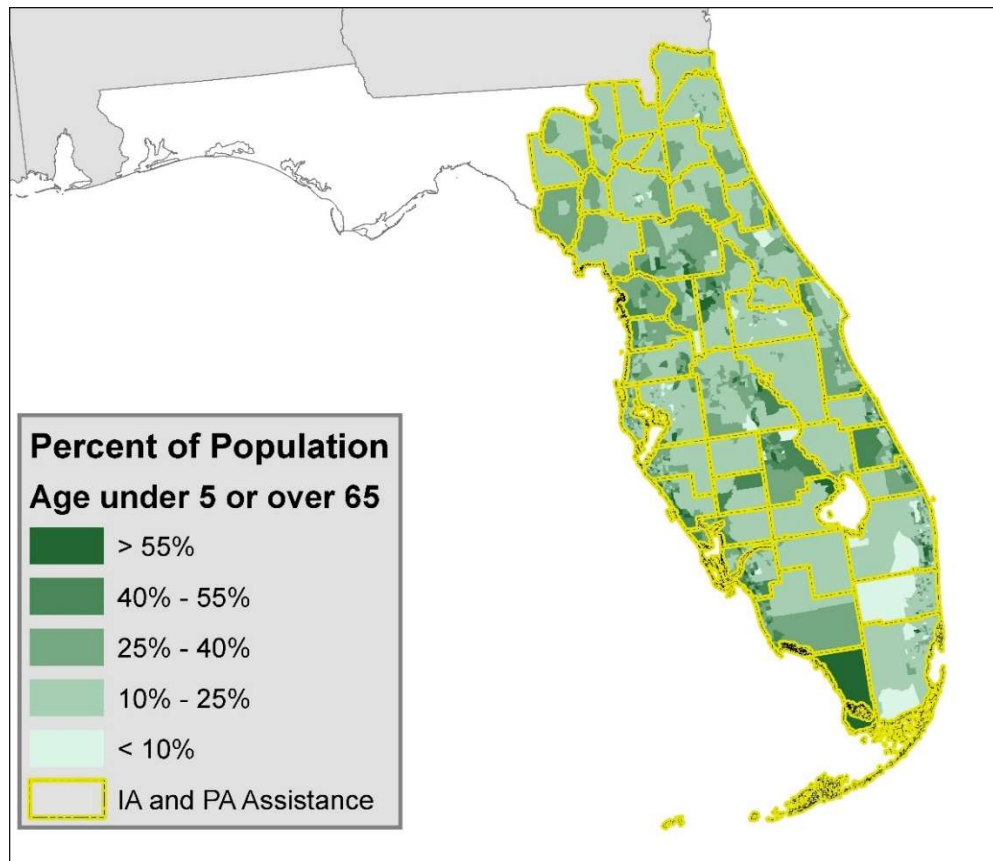 Percent of Population
Age under 5 or over 65
> 55%
40% - 55%
25% - 40%
10% - 25%
< 10%
IA and PA Assistance